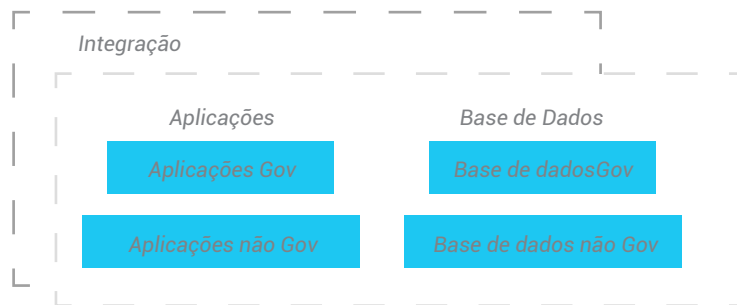 Integração
Aplicações
Base de Dados
Aplicações Gov
Base de dadosGov
Aplicações não Gov
Base de dados não Gov